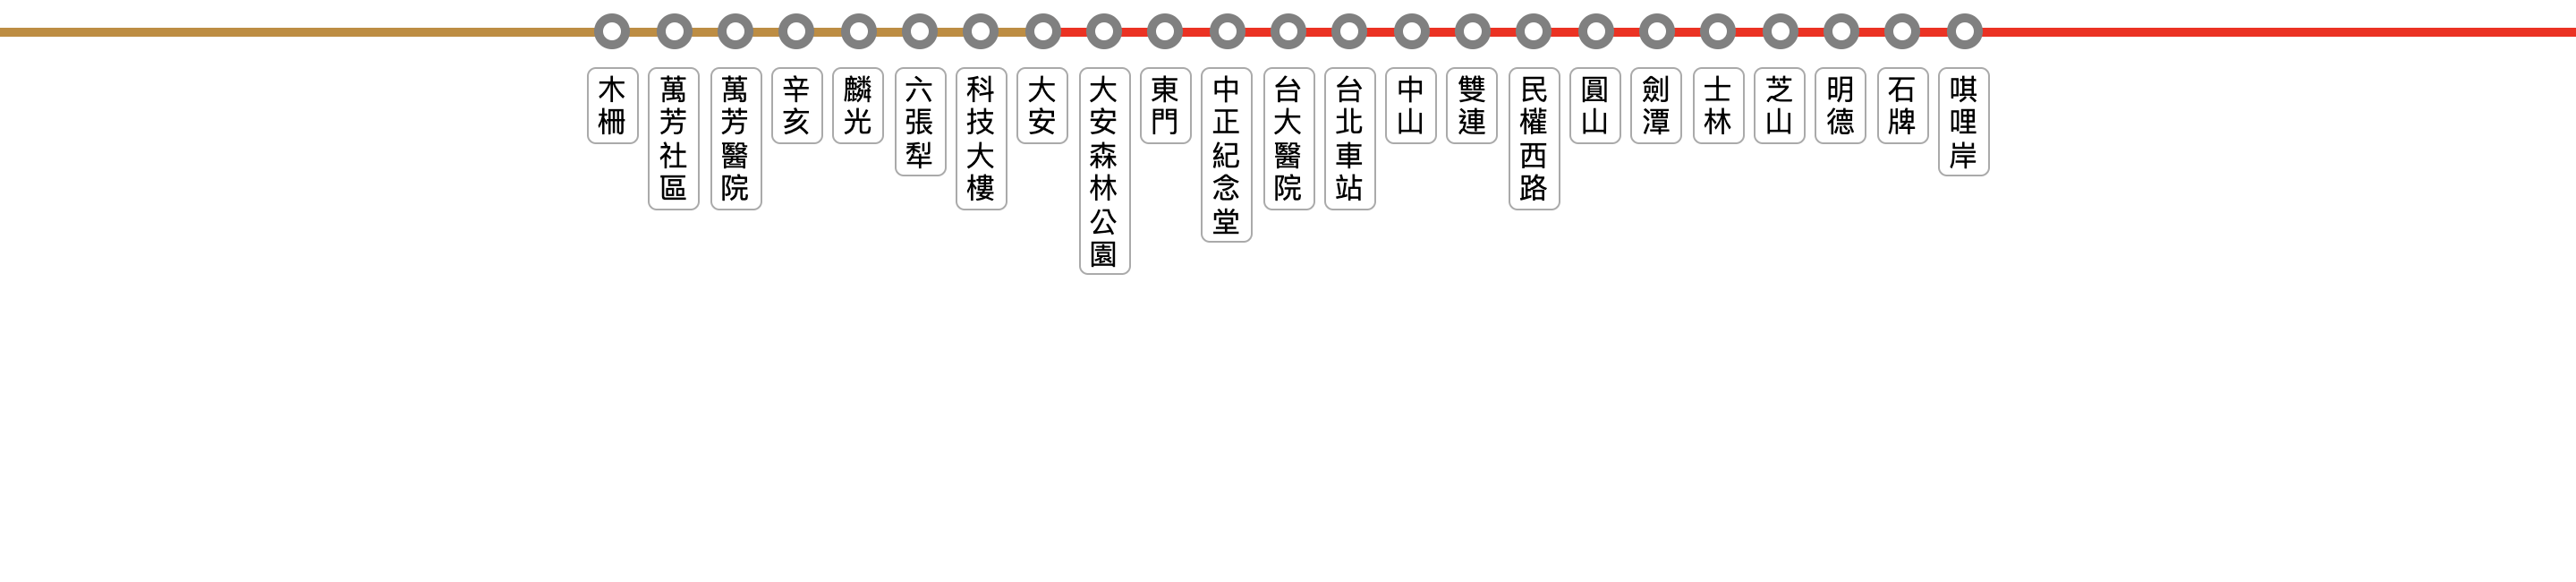 木柵
萬芳社區
萬芳醫院
辛亥
麟光
六張犁
科技大樓
大安
大安森林公園
東門
中正紀念堂
台大醫院
台北車站
中山
雙連
民權西路
圓山
劍潭
士林
芝山
明德
石牌
唭哩岸